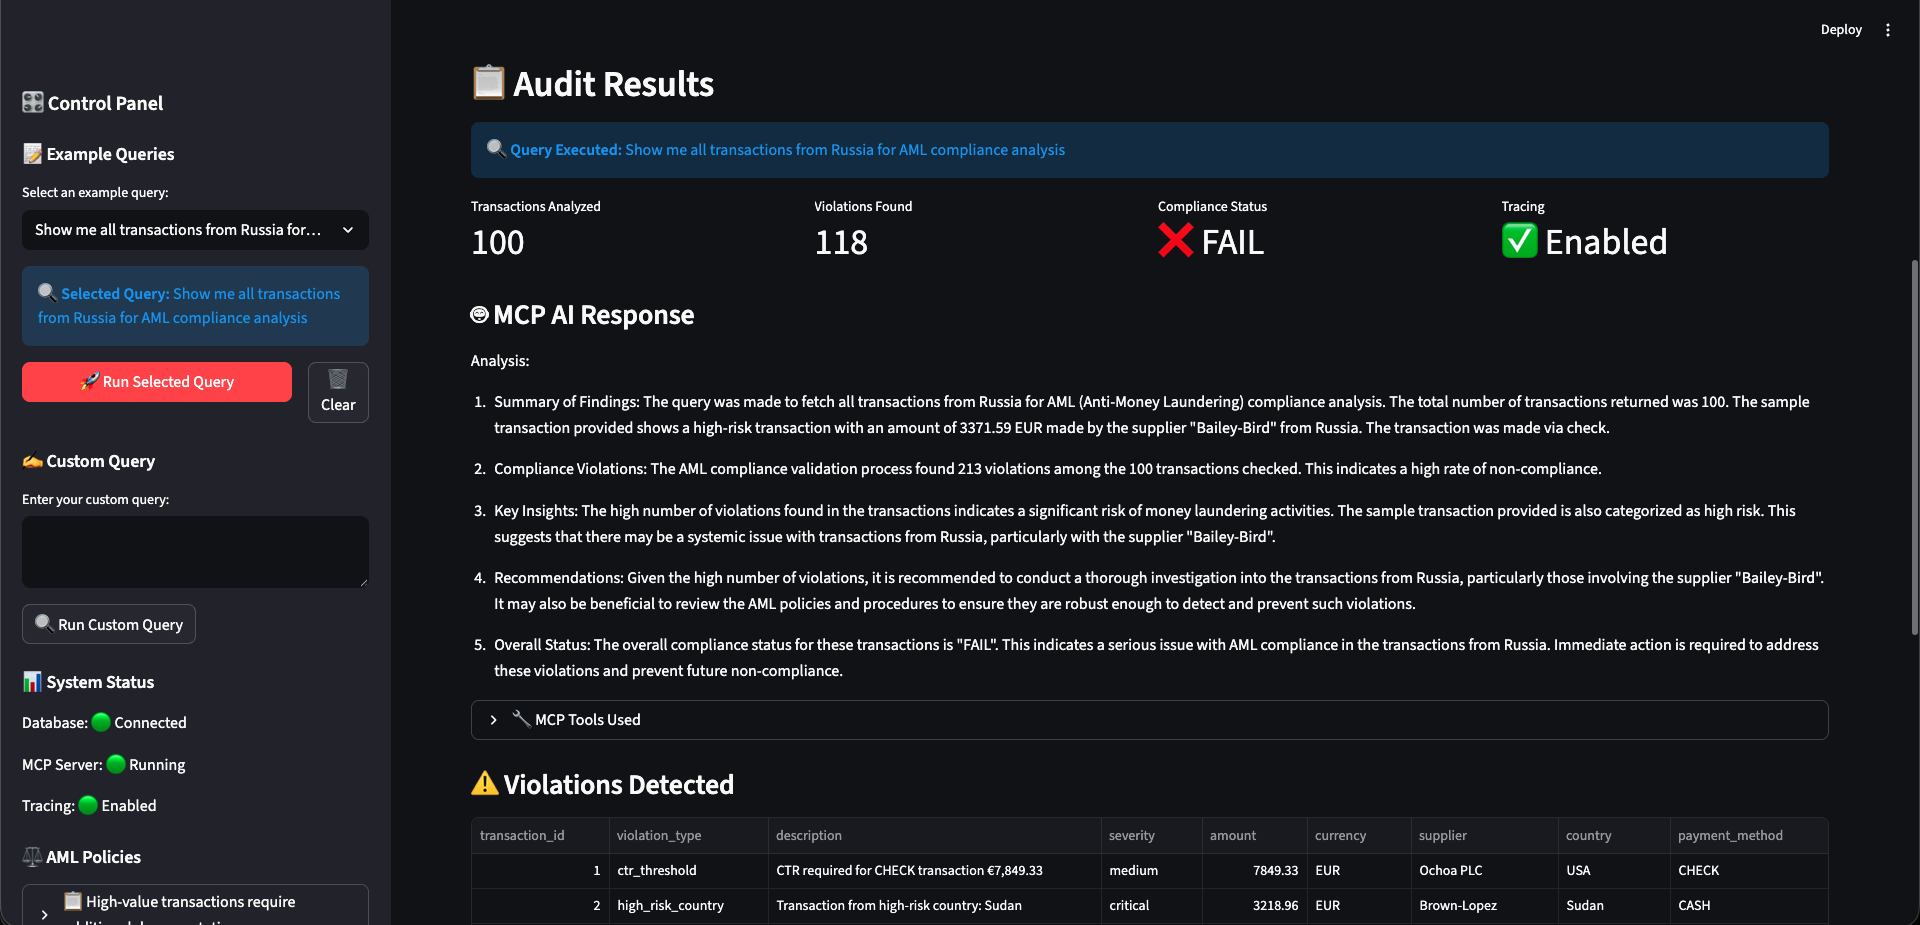 Deploy
Control Panel
Example Queries
Select an example query:
Show me all transactions from Russia for...
Selected Query: Show me all transactions
from Russia for AML compliance analysis
Run Selected Query
Clear
Custom Query
Enter your custom query:
Run Custom Query
System Status
Database: Connected
MCP Server: Running
Tracing: Enabled
AML Policies
High-value transactions require
Audit Results
Query Executed: Show me all transactions from Russia for AML compliance analysis
Transactions Analyzed
100
Violations Found
118
Compliance Status
FAIL
Tracing
Enabled
MCP AI Response
Analysis:
1. Summary of Findings: The query was made to fetch all transactions from Russia for AML (Anti-Money Laundering) compliance analysis. The total number of transactions returned was 100. The sample
transaction provided shows a high-risk transaction with an amount of 3371.59 EUR made by the supplier "Bailey-Bird" from Russia. The transaction was made via check.
2. Compliance Violations: The AML compliance validation process found 213 violations among the 100 transactions checked. This indicates a high rate of non-compliance.
3. Key Insights: The high number of violations found in the transactions indicates a significant risk of money laundering activities. The sample transaction provided is also categorized as high risk. This
suggests that there may be a systemic issue with transactions from Russia, particularly with the supplier "Bailey-Bird".
4. Recommendations: Given the high number of violations, it is recommended to conduct a thorough investigation into the transactions from Russia, particularly those involving the supplier "Bailey-Bird".
It may also be beneficial to review the AML policies and procedures to ensure they are robust enough to detect and prevent such violations.
5. Overall Status: The overall compliance status for these transactions is "FAIL". This indicates a serious issue with AML compliance in the transactions from Russia. Immediate action is required to address
these violations and prevent future non-compliance.
MCP Tools Used
Violations Detected
transaction_id violation_type description severity amount currency supplier country payment_method
1 ctr_threshold CTR required for CHECK transaction €7,849.33 medium 7849.33 EUR Ochoa PLC USA CHECK
2 high_risk_country Transaction from high-risk country: Sudan critical 3218.96 EUR Brown-Lopez Sudan CASH